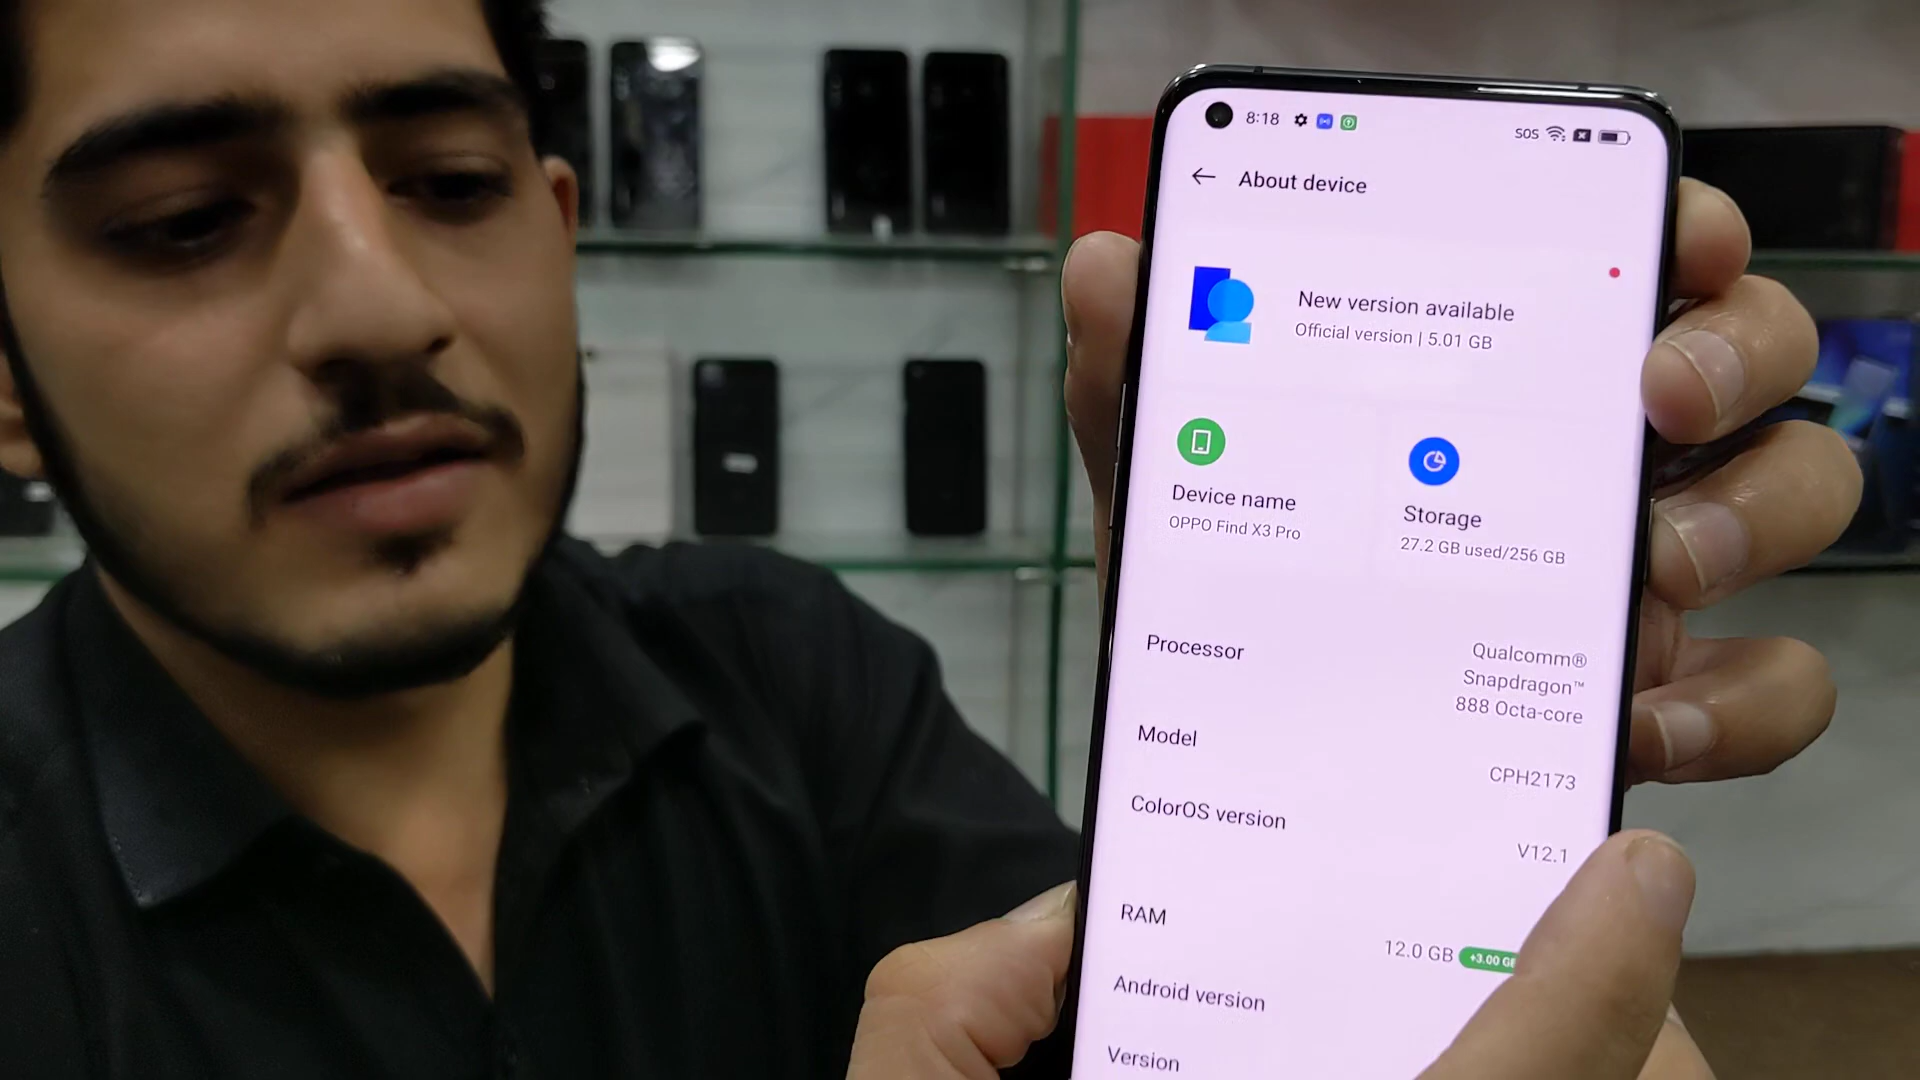 8:18
SOS
About device
New version available
Official version | 5.01 GB
Device name
OPPO Find X3 Pro
Storage
27.2 GB used/256 GB
Processor
Qualcomm®
Snapdragon™
888 Octa-core
Model
CPH2173
ColorOS version
V12.1
RAM
12.0 GB +3.00
Android version
Version